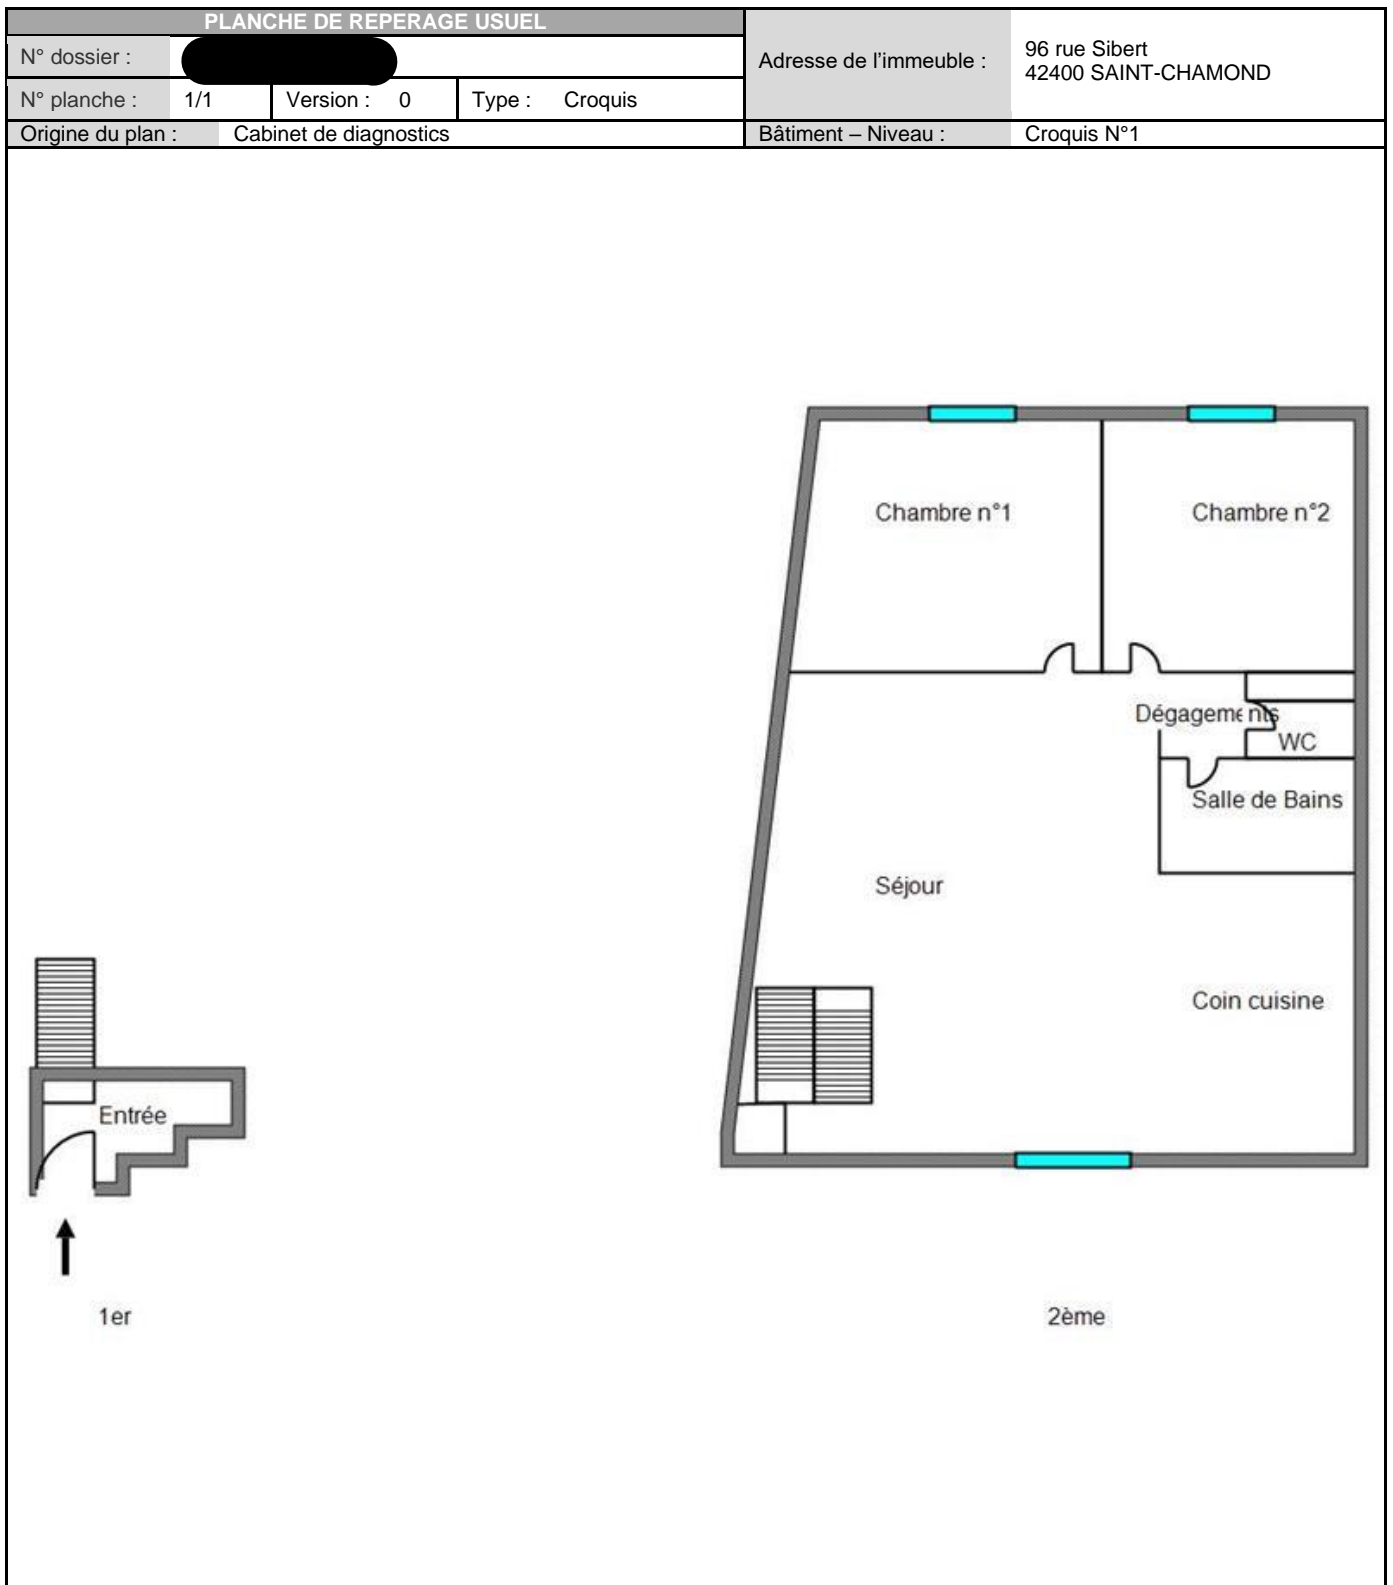 PLANCHE DE REPERAGE USUEL
N° dossier :
Adresse de l'immeuble :
96 rue Sibert
42400 SAINT-CHAMOND
N° planche : 1/1 Version : 0 Type : Croquis
Origine du plan : Cabinet de diagnostics
Bâtiment – Niveau : Croquis N°1
Chambre n°1
Chambre n°2
Dégagements
WC
Salle de Bains
Séjour
Coin cuisine
Entrée
1er
2ème